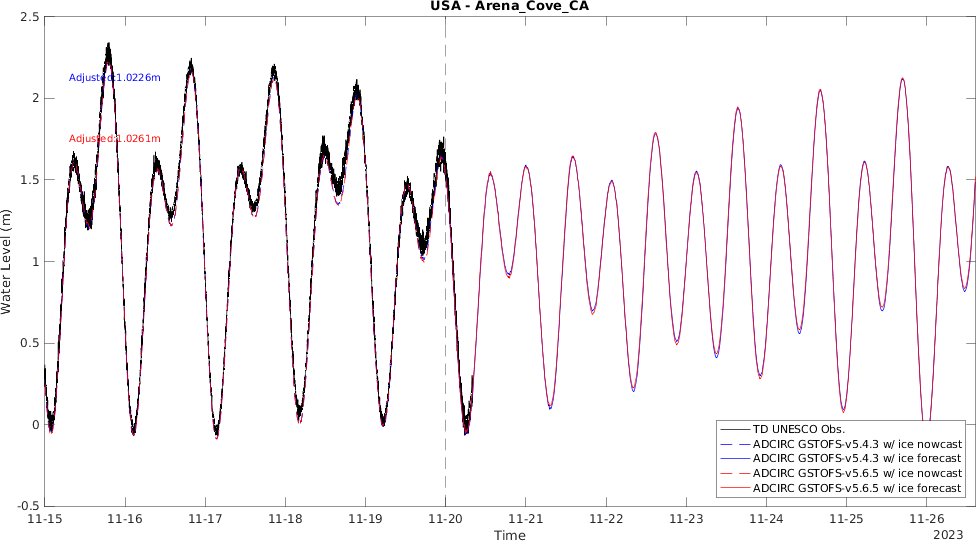 USA - Arena_Cove_CA
2.5
2
1.5
1
0.5
0
-0.5
Water Level (m)
Adjusted:1.0226m
Adjusted:1.0261m
TD UNESCO Obs.
ADCIRC GSTOFS-v5.4.3 w/ ice nowcast
ADCIRC GSTOFS-v5.4.3 w/ ice forecast
ADCIRC GSTOFS-v5.6.5 w/ ice nowcast
ADCIRC GSTOFS-v5.6.5 w/ ice forecast
11-15 11-16 11-17 11-18 11-19 11-20 11-21 11-22 11-23 11-24 11-25 11-26
Time
2023